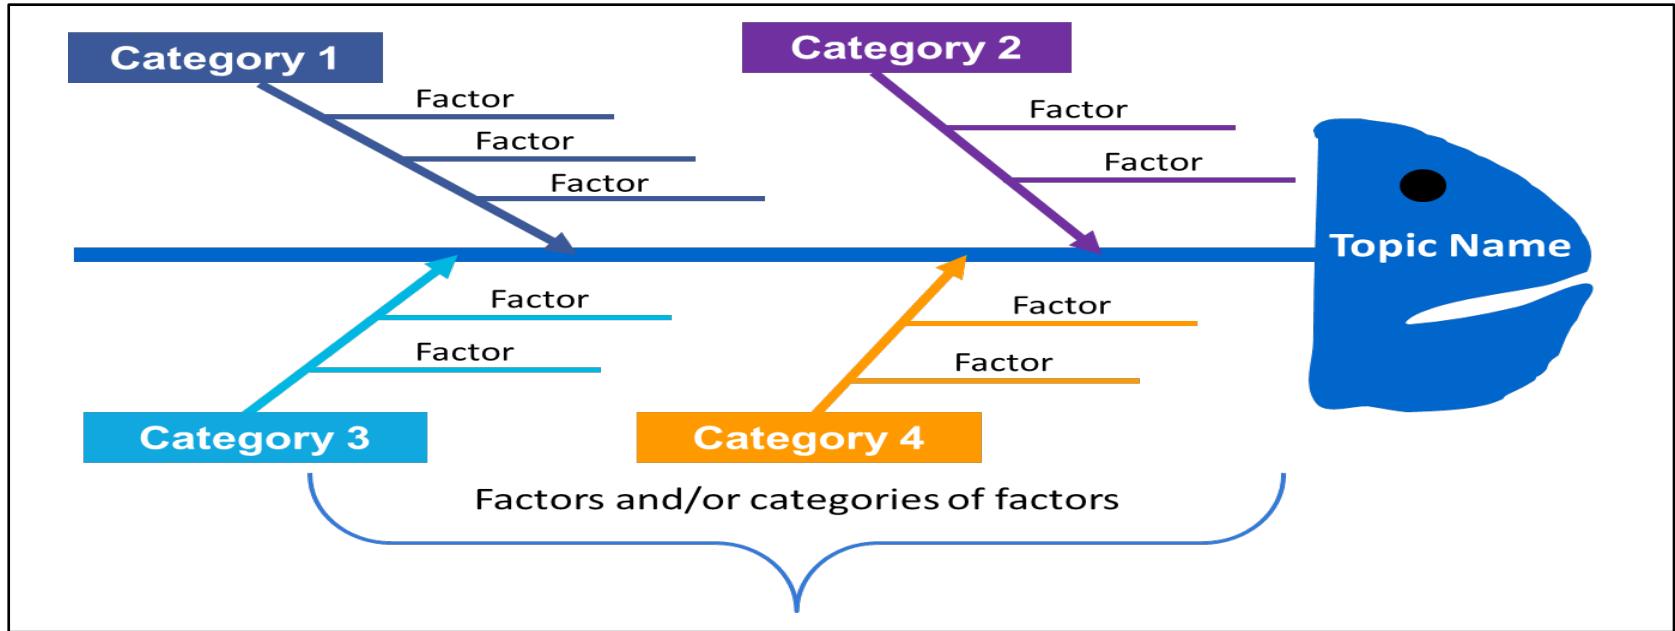 Category 1
Factor
Factor
Factor
Category 2
Factor
Factor
Topic Name
Factor
Factor
Category 3
Factor
Factor
Category 4
Factors and/or categories of factors